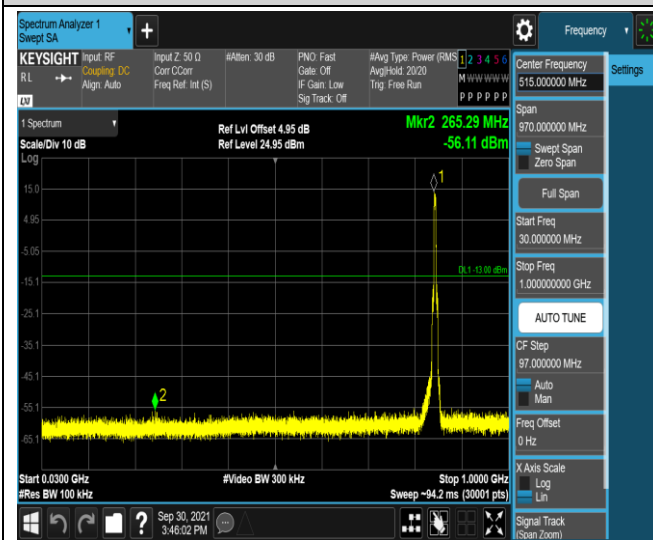 Spectrum Analyzer 1
Swept SA
+
Frequency
KEYSIGHT
RL
LXI
Input: RF
Coupling: DC
Align: Auto
Input Z: 50 Ω
Corr CCorr
Freq Ref: Int (S)
#Atten: 30 dB
PNO: Fast
Gate: Off
IF Gain: Low
Sig Track: Off
#Avg Type: Power (RMS
Avg|Hold: 20/20
Trig: Free Run
1 2 3 4 5 6
M W W W W W
P P P P P P
1 Spectrum
Scale/Div 10 dB
Log
Ref Lvl Offset 4.95 dB
Ref Level 24.95 dBm
Mkr2 265.29 MHz
-56.11 dBm
15.0
4.95
-5.05
-15.1
-25.1
-35.1
-45.1
-55.1
-65.1
1
DL1 -13.00 dBm
2
Start 0.0300 GHz
#Res BW 100 kHz
#Video BW 300 kHz
Stop 1.0000 GHz
Sweep ~94.2 ms (30001 pts)
?
Sep 30, 2021
3:46:02 PM
Center Frequency
515.000000 MHz
Settings
Span
970.000000 MHz
Swept Span
Zero Span
Full Span
Start Freq
30.000000 MHz
Stop Freq
1.000000000 GHz
AUTO TUNE
CF Step
97.000000 MHz
Auto
Man
Freq Offset
0 Hz
X Axis Scale
Log
Lin
Signal Track
(Span Zoom)